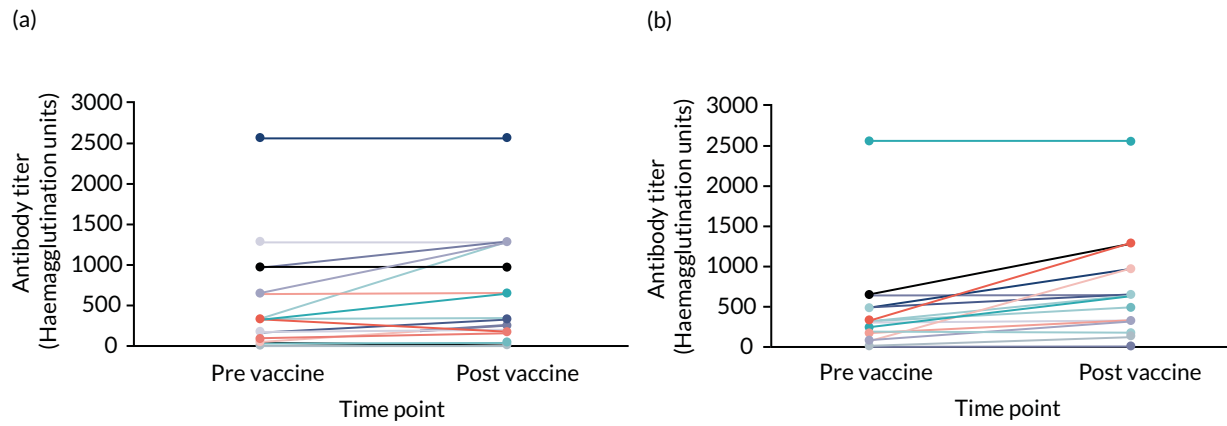 (a)
Antibody titer
(Haemagglutination units)
3000
2500
2000
1500
1000
500
0
Pre vaccine
Post vaccine
Time point
(b)
Antibody titer
(Haemagglutination units)
3000
2500
2000
1500
1000
500
0
Pre vaccine
Post vaccine
Time point